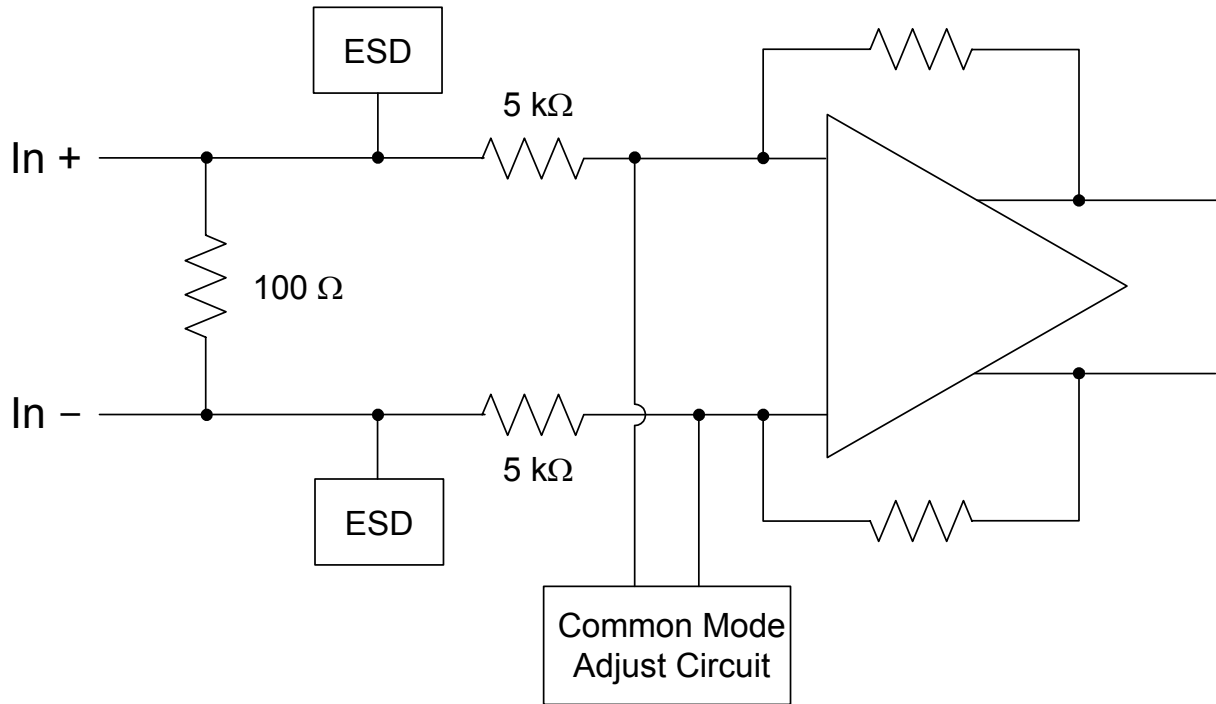 ESD
5 kΩ
In +
100 Ω
In −
5 kΩ
ESD
Common Mode
Adjust Circuit